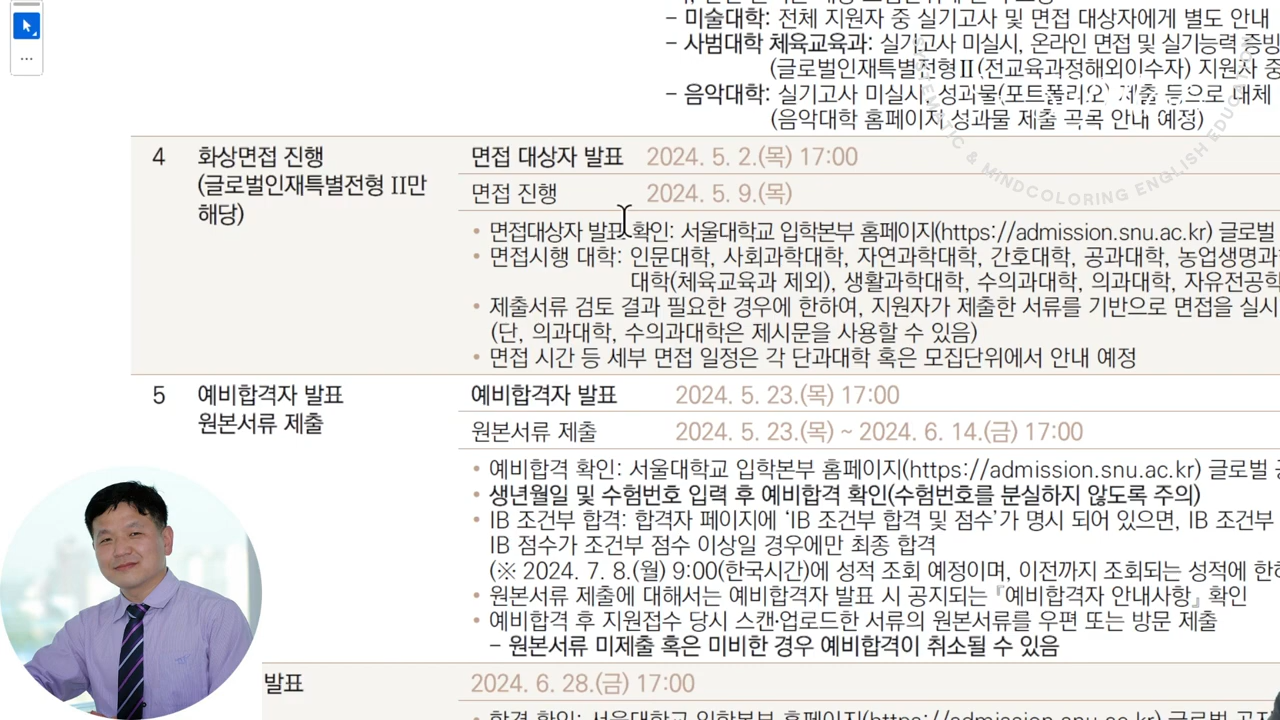 - 미술대학: 전체 지원자 중 실기고사 및 면접 대상자에게 별도 안내
- 사범대학 체육교육과: 실기고사 미실시, 온라인 면접 및 실기능력 증빙
(글로벌인재특별전형Ⅱ(전교육과정해외이수자) 지원자 중
- 음악대학: 실기고사 미실시, 성과물(포트폴리오) 제출 등으로 대체
(음악대학 홈페이지 성과물 제출 곡목 안내 예정)
4 화상면접 진행 면접 대상자 발표 2024. 5. 2.(목) 17:00
(글로벌인재특별전형 II만 면접 진행 2024. 5. 9.(목)
해당)
• 면접대상자 발표 확인: 서울대학교 입학본부 홈페이지(https://admission.snu.ac.kr) 글로벌
• 면접시행 대학: 인문대학, 사회과학대학, 자연과학대학, 간호대학, 공과대학, 농업생명과
대학(체육교육과 제외), 생활과학대학, 수의과대학, 의과대학, 자유전공학
• 제출서류 검토 결과 필요한 경우에 한하여, 지원자가 제출한 서류를 기반으로 면접을 실시
(단, 의과대학, 수의과대학은 제시문을 사용할 수 있음)
• 면접 시간 등 세부 면접 일정은 각 단과대학 혹은 모집단위에서 안내 예정
5 예비합격자 발표 예비합격자 발표 2024. 5. 23.(목) 17:00
원본서류 제출 원본서류 제출 2024. 5. 23.(목) ~ 2024. 6. 14.(금) 17:00
• 예비합격 확인: 서울대학교 입학본부 홈페이지(https://admission.snu.ac.kr) 글로벌
• 생년월일 및 수험번호 입력 후 예비합격 확인(수험번호를 분실하지 않도록 주의)
• IB 조건부 합격: 합격자 페이지에 ‘IB 조건부 합격 및 점수’가 명시 되어 있으면, IB 조건부
IB 점수가 조건부 점수 이상일 경우에만 최종 합격
(※ 2024. 7. 8.(월) 9:00(한국시간)에 성적 조회 예정이며, 이전까지 조회되는 성적에 한
• 원본서류 제출에 대해서는 예비합격자 발표 시 공지되는 『예비합격자 안내사항』 확인
• 예비합격 후 지원접수 당시 스캔·업로드한 서류의 원본서류를 우편 또는 방문 제출
- 원본서류 미제출 혹은 미비한 경우 예비합격이 취소될 수 있음
발표 2024. 6. 28.(금) 17:00
• 합격 확인: 서울대학교 입학본부 홈페이지(https://admission.snu.ac.kr) 글로벌
& MINDCOLORING ENGLISH